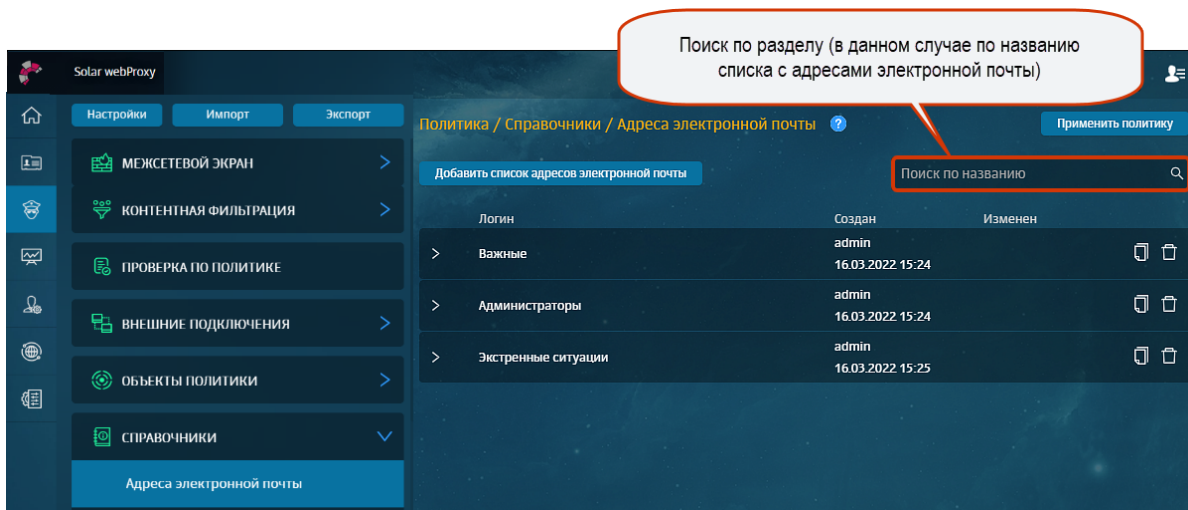 Поиск по разделу (в данном случае по названию
списка с адресами электронной почты)
Solar webProxy
Настройки Импорт Экспорт
Политика / Справочники / Адреса электронной почты ?
Применить политику
МЕЖСЕТЕВОЙ ЭКРАН
Добавить список адресов электронной почты
Поиск по названию
КОНТЕНТНАЯ ФИЛЬТРАЦИЯ
Логин Создан Изменен
Важные
admin
16.03.2022 15:24
ПРОВЕРКА ПО ПОЛИТИКЕ
Администраторы
admin
16.03.2022 15:24
ВНЕШНИЕ ПОДКЛЮЧЕНИЯ
Экстренные ситуации
admin
16.03.2022 15:25
ОБЪЕКТЫ ПОЛИТИКИ
СПРАВОЧНИКИ
Адреса электронной почты